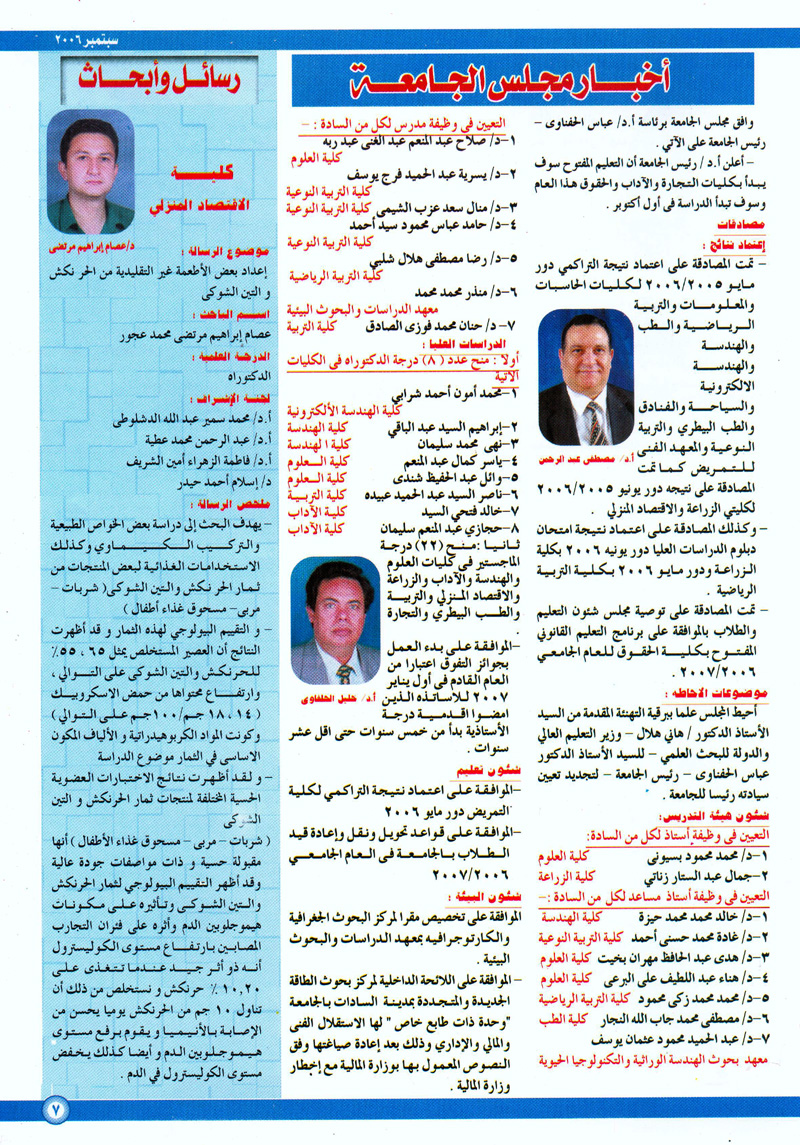 سبتمبر ٢٠٠٦
أخبار مجلس الجامعة
وافق مجلس الجامعة برئاسة أ.د/ عباس الحفناوى –
رئيس الجامعة على الآتي .
– أعلن أ.د / رئيس الجامعة أن التعليم المفتوح سوف
يبدأ بكليات التجارة والآداب والحقوق هذا العام
وسوف تبدأ الدراسة فى أول أكتوبر .
مصادقات
إعتماد نتائج :
– تمت المصادقة على اعتماد نتيجة التراكمي دور
مايو ٢٠٠٦/٢٠٠٥ لكليات الحاسبات
والمعلومات والتربية
الرياضية والطب
والهندسة
والهندسة
الالكترونية
والسياحة والفنادق
والطب البيطري والتربية
النوعية والمعهد الفنى
للتمريض كما تمت
أ.د/ مصطفى عبد الرحمن
المصادقة على نتيجه دور يونيو ٢٠٠٦/٢٠٠٥
لكليتي الزراعة والاقتصاد المنزلي .
– وكذلك المصادقة على اعتماد نتيجة امتحان
دبلوم الدراسات العليا دور يونيه ٢٠٠٦ بكلية
الزراعة ودور مايو ٢٠٠٦ بكلية التربية
الرياضية .
– تمت المصادقة على توصية مجلس شئون التعليم
والطلاب بالموافقة على برنامج التعليم القانوني
المفتوح بكلية الحقوق للعام الجامعي
٢٠٠٧/٢٠٠٦ .
موضوعات الاحاطه :
أحيط المجلس علما ببرقية التهنئة المقدمة من السيد
الأستاذ الدكتور / هاني هلال – وزير التعليم العالي
والدولة للبحث العلمي – للسيد الأستاذ الدكتور
عباس الحفناوى – رئيس الجامعة – لتجديد تعيين
سيادته رئيسا للجامعة .
شئون هيئة التدريس:
التعيين في وظيفة أستاذ لكل من السادة:
١–د/ محمد محمود بسيونى كلية العلوم
٢–جمال عبد الستار زناتي كلية الزراعة
التعيين في وظيفة أستاذ مساعد لكل من السادة :–
١–د/ خالد محمد محمد حيزة كلية الهندسة
٢–د/ غادة محمد حسنى أحمد كلية التربية النوعية
٣–د/ هدى عبد الحافظ مهران بخيت كلية العلوم
٤–د/ هناء عبد اللطيف على البرعى كلية العلوم
٥–د/ محمد محمد زكى محمود كلية التربية الرياضية
٦–د/ مصطفى محمد جاب الله النجار كلية الطب
٧–د/ عبد الحميد محمود عثمان يوسف
معهد بحوث الهندسة الوراثية والتكنولوجيا الحيوية
التعيين فى وظيفة مدرس لكل من السادة : –
١–د/ صلاح عبد المنعم عبد الغنى عبد ربه
كلية العلوم
٢–د/ يسرية عبد الحميد فرج يوسف
كلية التربية النوعية
٣–د/ منال سعد عزب الشيمى كلية التربية النوعية
٤–د/ حامد عباس محمود سيد أحمد
كلية التربية النوعية
٥–د/ رضا مصطفى هلال شلبي
كلية التربية الرياضية
٦–د/ منذر محمد محمد
معهد الدراسات والبحوث البيئية
٧–د/ حنان محمد فوزى الصادق كلية التربية
الدراسات العليا :
أولا : منح عدد (٨) درجة الدكتوراه فى الكليات
الآتية
١–محمد أمون أحمد شرابي
كلية الهندسة الألكترونية
٢–إبراهيم السيد عبد الباقي كلية الهندسة
٣–نهى محمد سليمان كلية الهندسة
٤–ياسر كمال عبد المنعم كلية العلوم
٥–وائل عبد الحفيظ شندى كلية العلوم
٦–ناصر السيد عبد الحميد عبيده كلية التربية
٧–خالد فتحي السيد كلية الآداب
٨–حجازي عبد المنعم سليمان كلية الآداب
ثانيا : منح (٢٢) درجة
الماجستير فى كليات العلوم
والهندسة والآداب والزراعة
والاقتصاد المنزلى والتربية
والطب البيطري والتجارة
–الموافقة على بدء العمل
بجوائز التفوق اعتبارا من
العام القادم فى أول يناير
٢٠٠٧ للاساتذه الذين
أ.د/ خليل الحلفاوى
امضوا اقدمية درجة
الأستاذية بدأ من خمس سنوات حتى اقل عشر
سنوات .
شئون تعليم
–الموافقة على اعتماد نتيجة التراكمي لكلية
التمريض دور مايو ٢٠٠٦
–الموافقة على قواعد تحويل ونقل وإعادة قيد
الطلاب بالجامعة فى العام الجامعي
٢٠٠٧/٢٠٠٦
شئون البيئة :
الموافقة على تخصيص مقرا لمركز البحوث الجغرافية
والكارتوجرافيه بمعهد الدراسات والبحوث
البيئية .
– الموافقة على اللائحة الداخلية لمركز بحوث الطاقة
الجديدة والمتجددة بمدينة السادات بالجامعة
"وحدة ذات طابع خاص" لها الاستقلال الفنى
والمالي والإداري وذلك بعد إعادة صياغتها وفق
النصوص المعمول بها بوزارة المالية مع إخطار
وزارة المالية .
رسائل وأبحاث
كلية
الاقتصاد المنزلي
د/عصام إبراهيم مرتضى
موضوع الرسالة :
إعداد بعض الأطعمة غير التقليدية من الحر نكش
و التين الشوكى
اسم الباحث :
عصام إبراهيم مرتضى محمد عجور
الدرجة العلمية :
الدكتوراه
لجنة الإشراف :
أ.د/ محمد سمير عبد الله الدشلوطى
أ.د/ عبد الرحمن محمد عطية
أ.د/ فاطمة الزهراء أمين الشريف
د/ إسلام أحمد حيدر
ملخص الرسالة :
– يهدف البحث إلى دراسة بعض الخواص الطبيعية
والتركيب الكيماوي وكذلك
الاستخدامات الغذائية لبعض المنتجات من
ثمار الحر نكش والتين الشوكى ( شربات –
مربى– مسحوق غذاء أطفال )
– و التقييم البيولوجي لهذه الثمار و قد أظهرت
النتائج أن العصير المستخلص يمثل ٦٥ ، ٥٥٪
للحرنكش والتين الشوكى على التوالي ،
وارتفاع محتواها من حمض الاسكروبيك
( ١٤ ، ١٨ جم/١٠٠جم على التوالي )
وكونت المواد الكربوهيدراتية و الألياف المكون
الاساسى في الثمار موضوع الدراسة
– و لقد أظهرت نتائج الاختبارات العضوية
الحسية المختلفة لمنتجات ثمار الحرنكش و التين
الشوكى
( شربات – مربى – مسحوق غذاء الأطفال ) أنها
مقبولة حسية و ذات مواصفات جودة عالية
وقد أظهر التقييم البيولوجي لثمار الحرنكش
والتين الشوكى وتأثيره على مكونات
هيموجلوبين الدم وأثره على فئران التجارب
المصابين بارتفاع مستوى الكوليسترول
أنه ذو أثر جيد عندما تتغذى على
١٠,٢٠ ٪ حرنكش و نستخلص من ذلك أن
تناول ١٠ جم من الحرنكش يوميا يحسن من
الإصابة بالأنيميا و يقوم برفع مستوى
هيموجلوبين الدم و أيضا كذلك يخفض
مستوى الكوليسترول في الدم .
٧